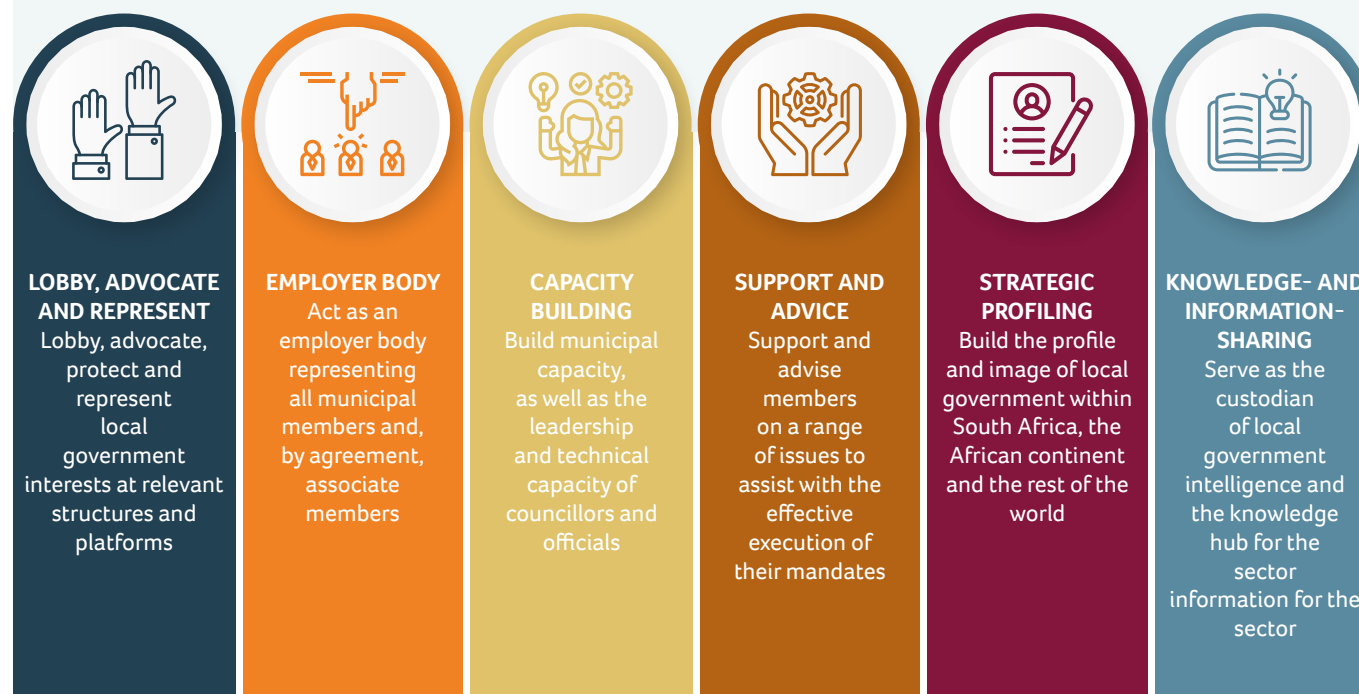 LOBBY, ADVOCATE
AND REPRESENT
Lobby, advocate,
protect and
represent
local
government
interests at relevant
structures and
platforms
EMPLOYER BODY
Act as an
employer body
representing
all municipal
members and,
by agreement,
associate
members
CAPACITY
BUILDING
Build municipal
capacity,
as well as the
leadership
and technical
capacity of
councillors and
officials
SUPPORT AND
ADVICE
Support and
advise
members
on a range
of issues to
assist with the
effective
execution of
their mandates
STRATEGIC
PROFILING
Build the profile
and image of local
government within
South Africa, the
African continent
and the rest of the
world
KNOWLEDGE- AND
INFORMATION-
SHARING
Serve as the
custodian
of local
government
intelligence and
the knowledge
hub for the
sector
information for the
sector